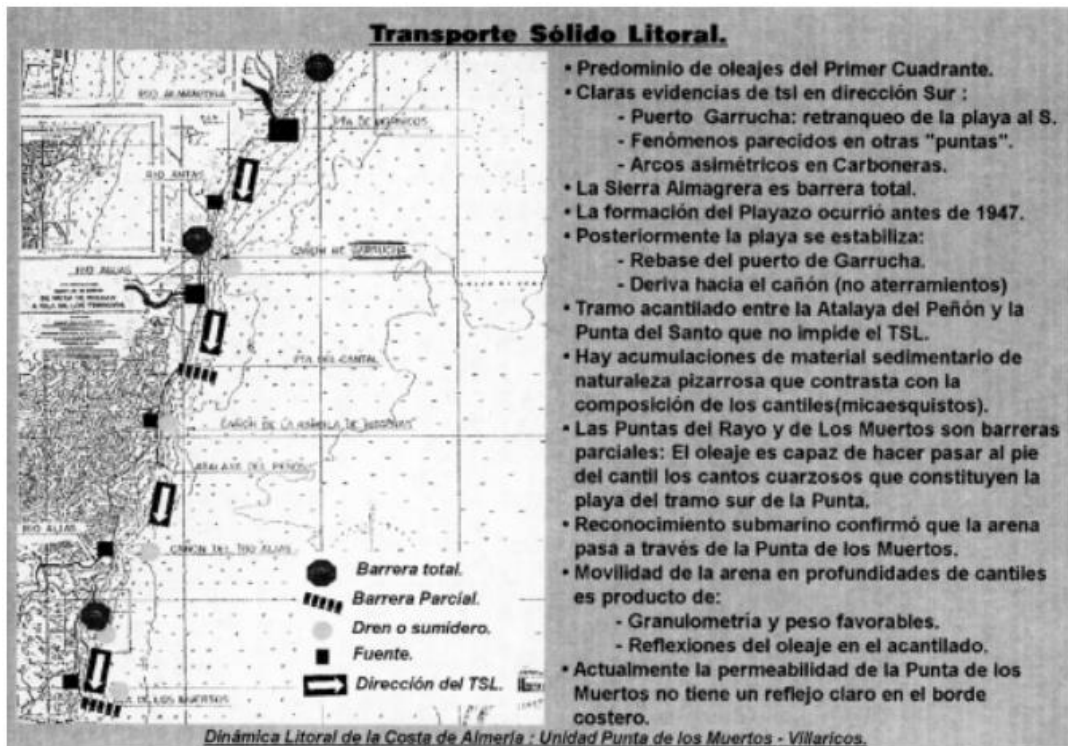 Transporte Sólido Litoral.
• Predominio de oleajes del Primer Cuadrante.
• Claras evidencias de tsl en dirección Sur :
- Puerto Garrucha: retranqueo de la playa al S.
- Fenómenos parecidos en otras "puntas".
- Arcos asimétricos en Carboneras.
• La Sierra Almagrera es barrera total.
• La formación del Playazo ocurrió antes de 1947.
• Posteriormente la playa se estabiliza:
- Rebase del puerto de Garrucha.
- Deriva hacia el cañón (no aterramientos)
• Tramo acantilado entre la Atalaya del Peñón y la
Punta del Santo que no impide el TSL.
• Hay acumulaciones de material sedimentario de
naturaleza pizarrosa que contrasta con la
composición de los cantiles(micaesquistos).
• Las Puntas del Rayo y de Los Muertos son barreras
parciales: El oleaje es capaz de hacer pasar al pie
del cantil los cantos cuarzosos que constituyen la
playa del tramo sur de la Punta.
• Reconocimiento submarino confirmó que la arena
pasa a través de la Punta de los Muertos.
• Movilidad de la arena en profundidades de cantiles
es producto de:
- Granulometría y peso favorables.
- Reflexiones del oleaje en el acantilado.
• Actualmente la permeabilidad de la Punta de los
Muertos no tiene un reflejo claro en el borde
costero.
RIO ALMANZORA
RIO ANTAS
CAÑON DE GARRUCHA
RIO AGUAS
PTA DEL CANTAL
ATALAYA DEL PEÑON
RIO ALIAS
CAÑON DEL RIO ALIAS
Barrera total.
Barrera Parcial.
Dren o sumidero.
Fuente.
Dirección del TSL.
DE LOS MUERTOS
Dinámica Litoral de la Costa de Almería : Unidad Punta de los Muertos - Villaricos.